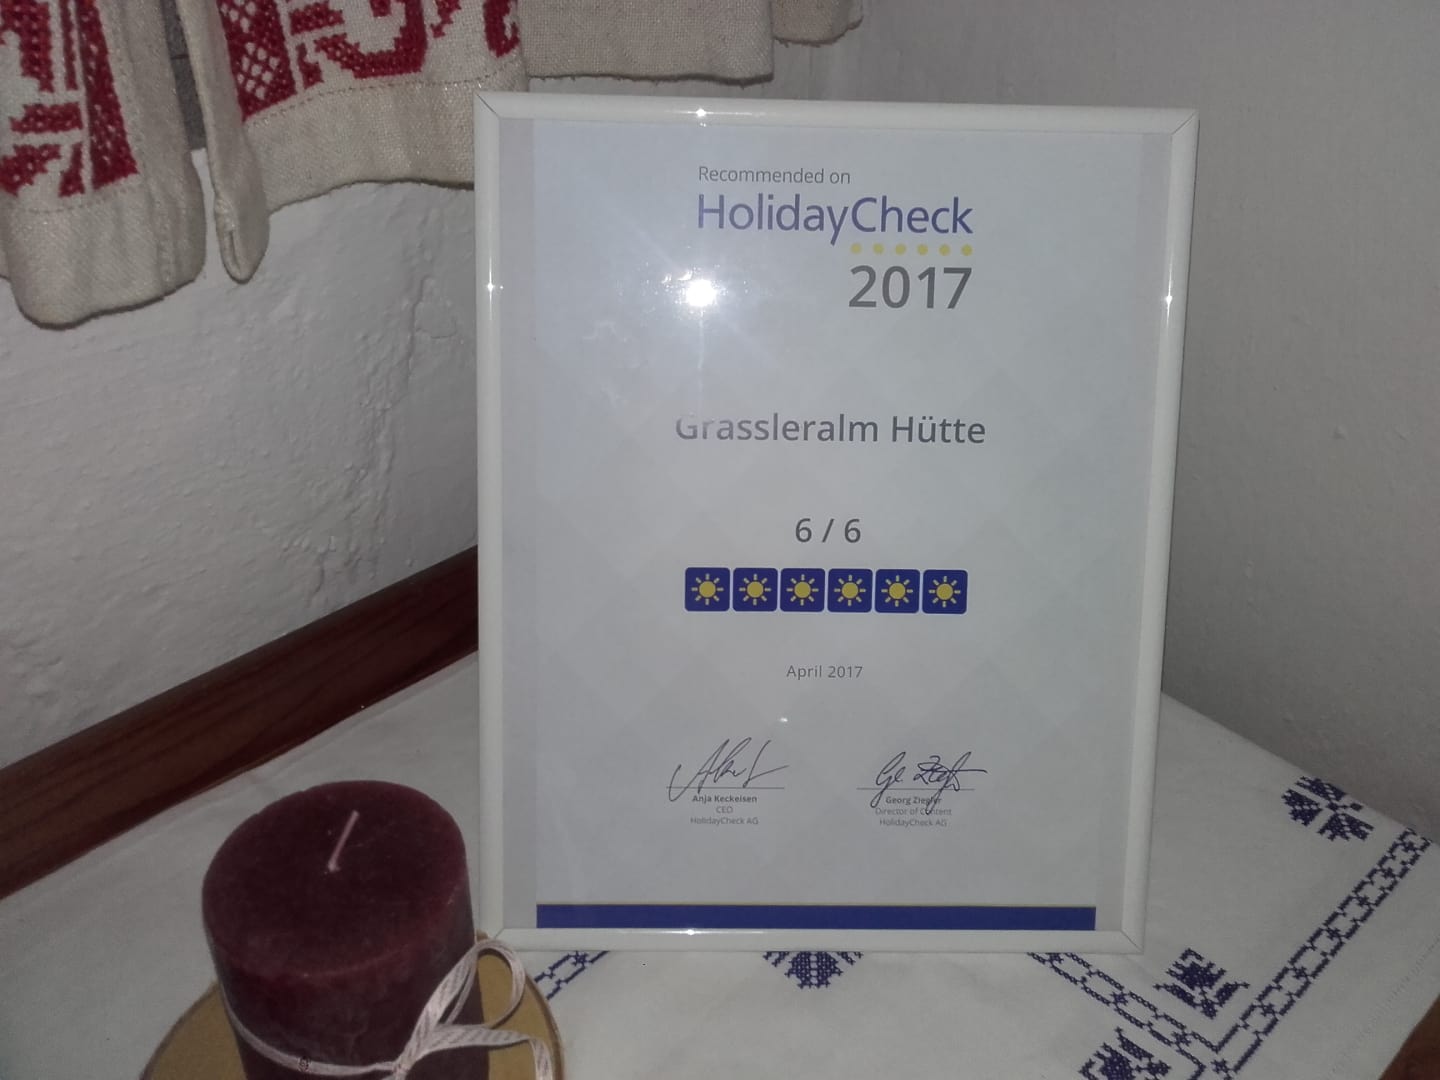 Recommended on
HolidayCheck
2017
Grassleralm Hütte
6 / 6
April 2017
Anja Keckeisen
CEO
HolidayCheck AG
Georg Ziegler
Director of Content
HolidayCheck AG